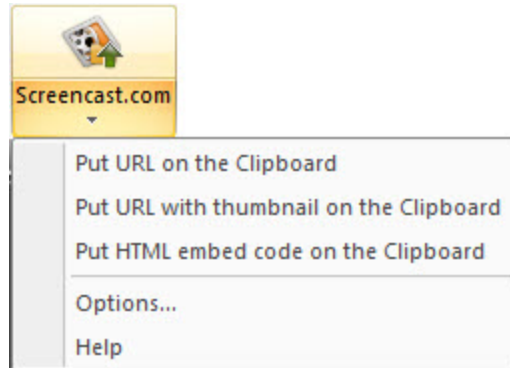 Screencast.com
Put URL on the Clipboard
Put URL with thumbnail on the Clipboard
Put HTML embed code on the Clipboard
Options...
Help